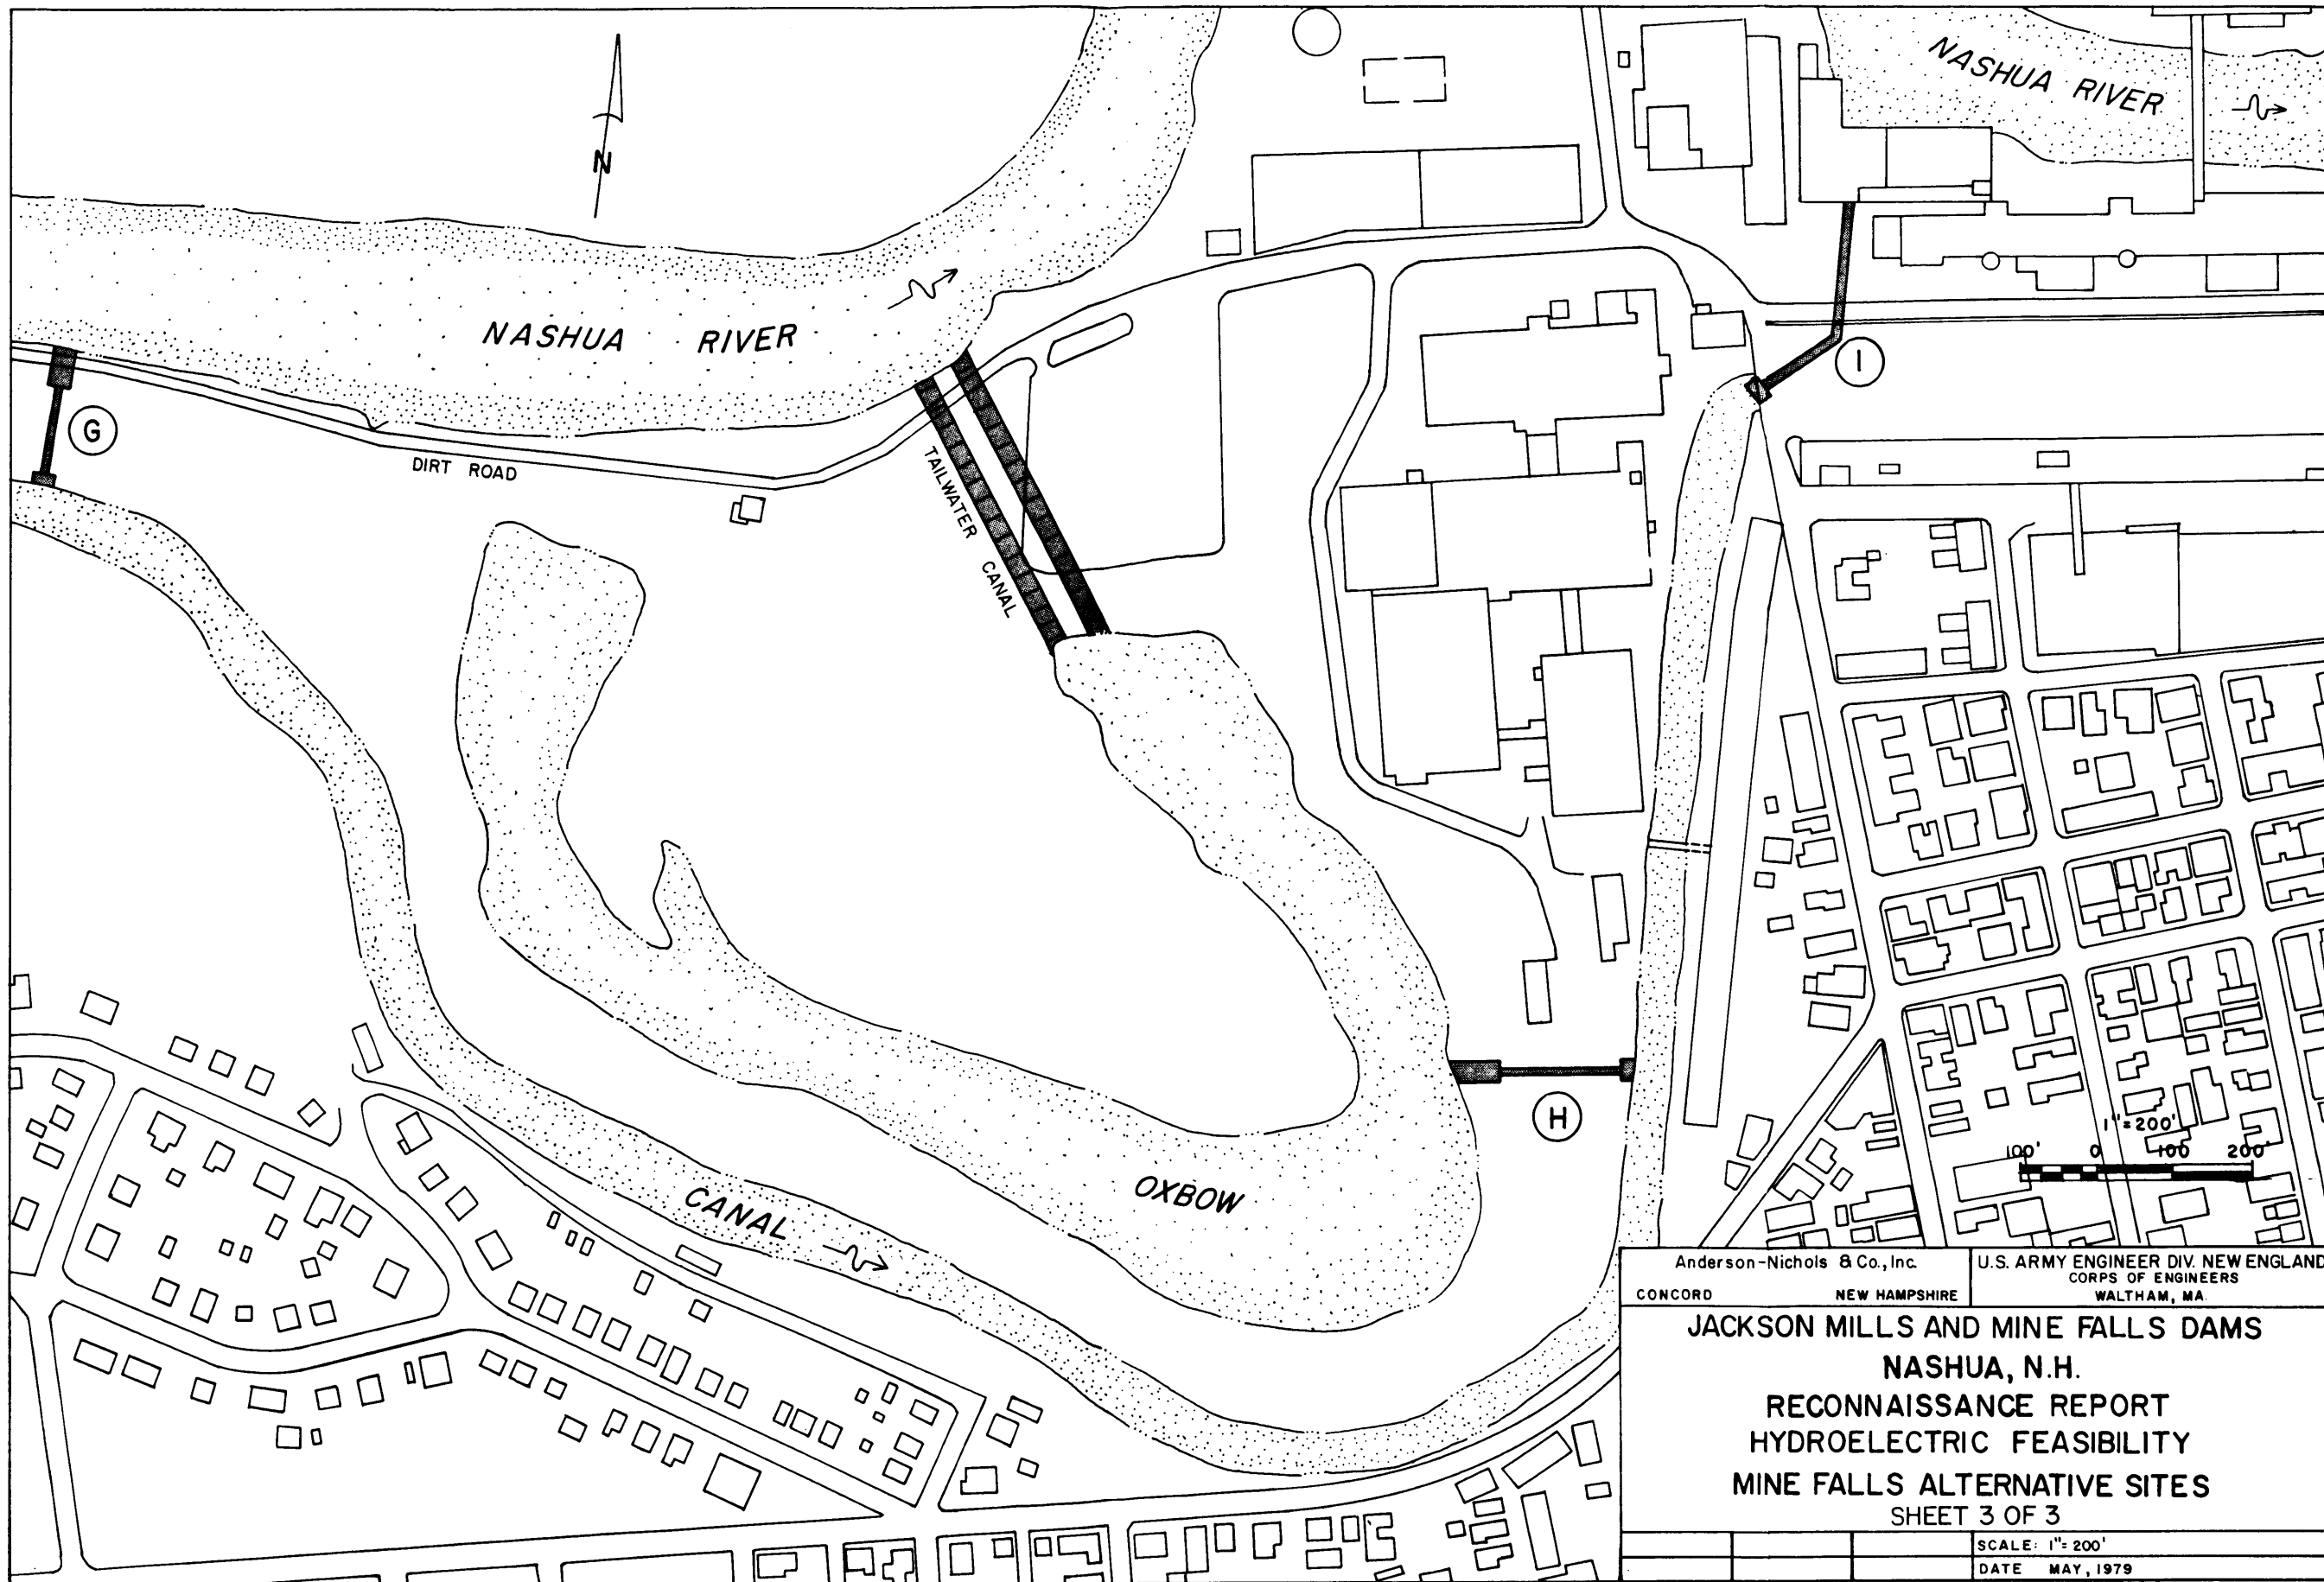 NASHUA RIVER
N
NASHUA RIVER
G
I
DIRT ROAD
TAILWATER CANAL
H
1"=200'
100' 0 100 200'
OXBOW
CANAL
Anderson-Nichols & Co., Inc.
CONCORD NEW HAMPSHIRE
U.S. ARMY ENGINEER DIV. NEW ENGLAND
CORPS OF ENGINEERS
WALTHAM, MA.
JACKSON MILLS AND MINE FALLS DAMS
NASHUA, N.H.
RECONNAISSANCE REPORT
HYDROELECTRIC FEASIBILITY
MINE FALLS ALTERNATIVE SITES
SHEET 3 OF 3
SCALE: 1"=200'
DATE MAY, 1979